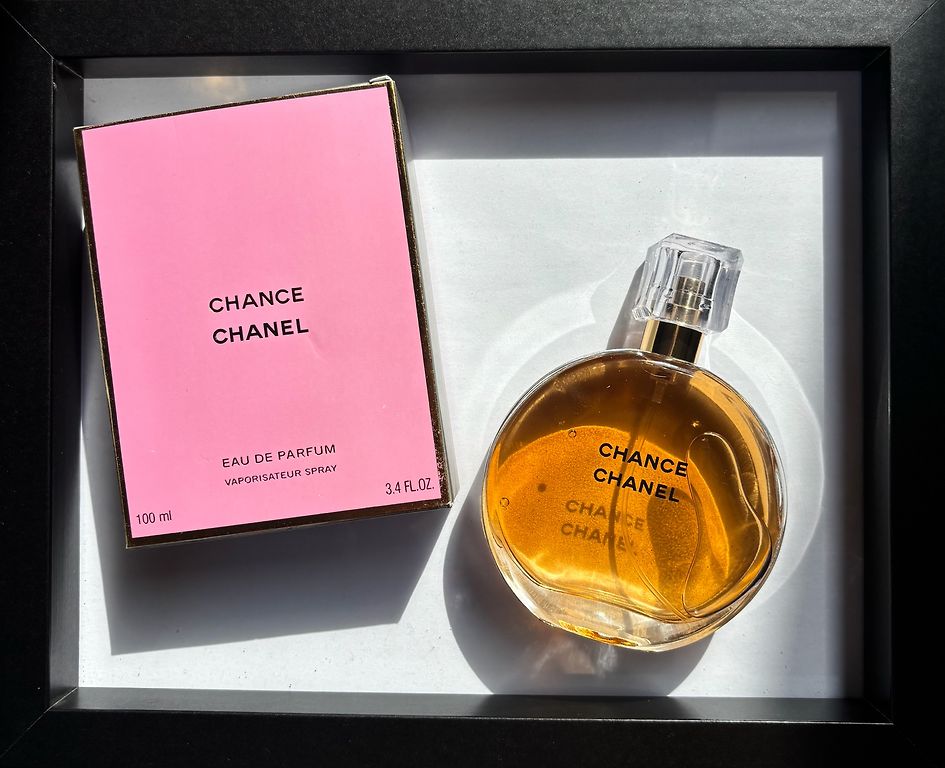 CHANCE
CHANEL
EAU DE PARFUM
VAPORISATEUR SPRAY
100 ml
3.4 FL.OZ.
CHANCE
CHANEL